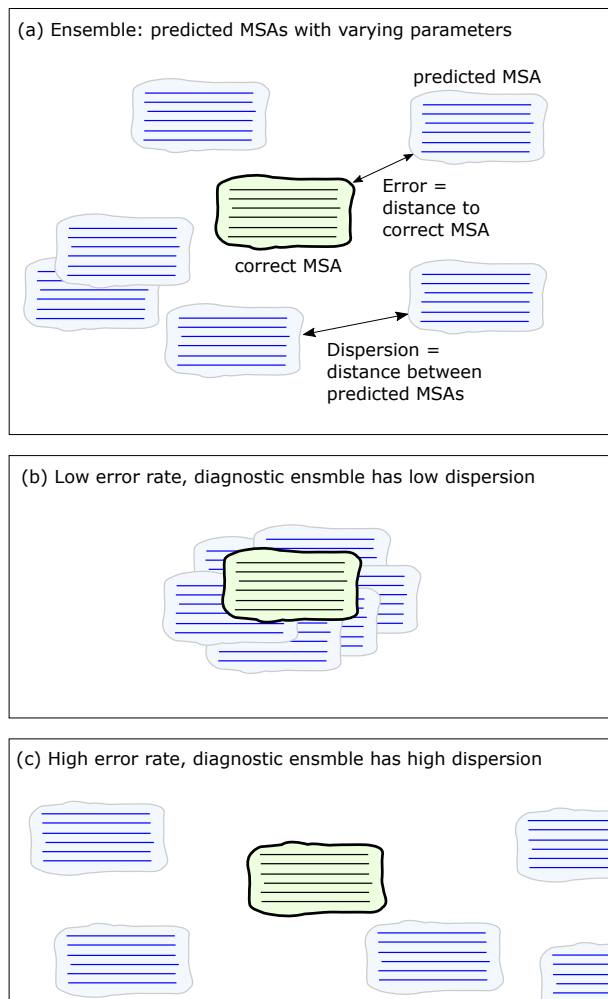 (a) Ensemble: predicted MSAs with varying parameters
predicted MSA
Error =
distance to
correct MSA
correct MSA
Dispersion =
distance between
predicted MSAs
(b) Low error rate, diagnostic ensmble has low dispersion
(c) High error rate, diagnostic ensmble has high dispersion